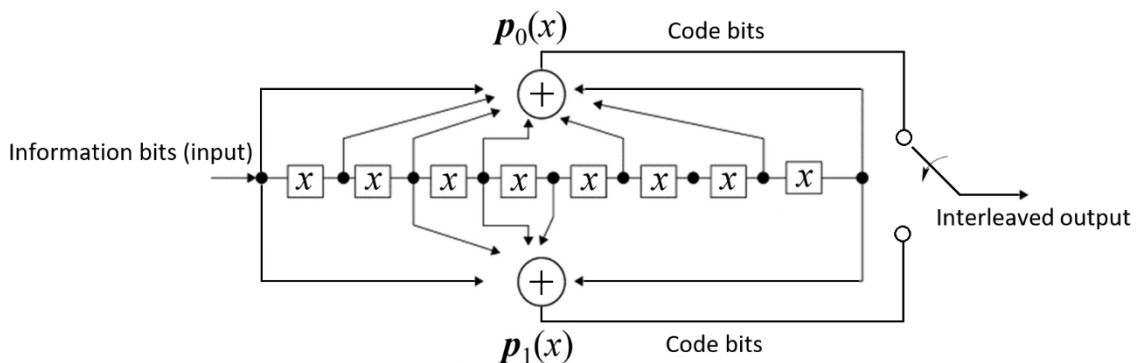 p₀(x)
Code bits
+
Information bits (input)
x x x x x x x x
Interleaved output
+
p₁(x)
Code bits